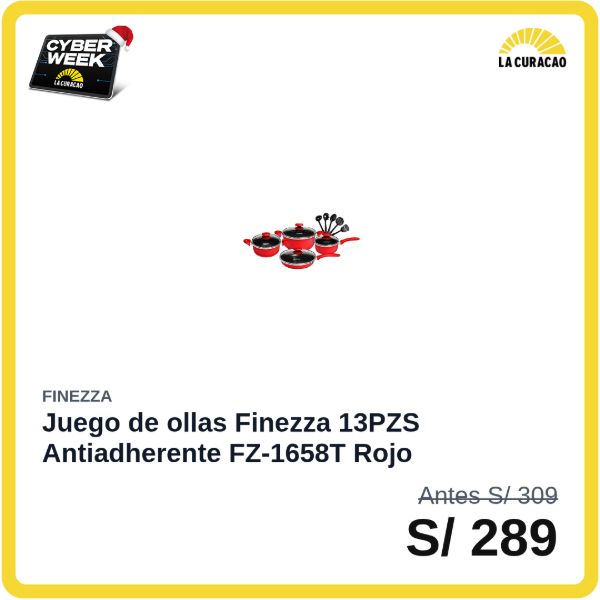 CYBER
WEEK
LA CURACAO
LA CURACAO
FINEZZA
Juego de ollas Finezza 13PZS
Antiadherente FZ-1658T Rojo
Antes S/ 309
S/ 289